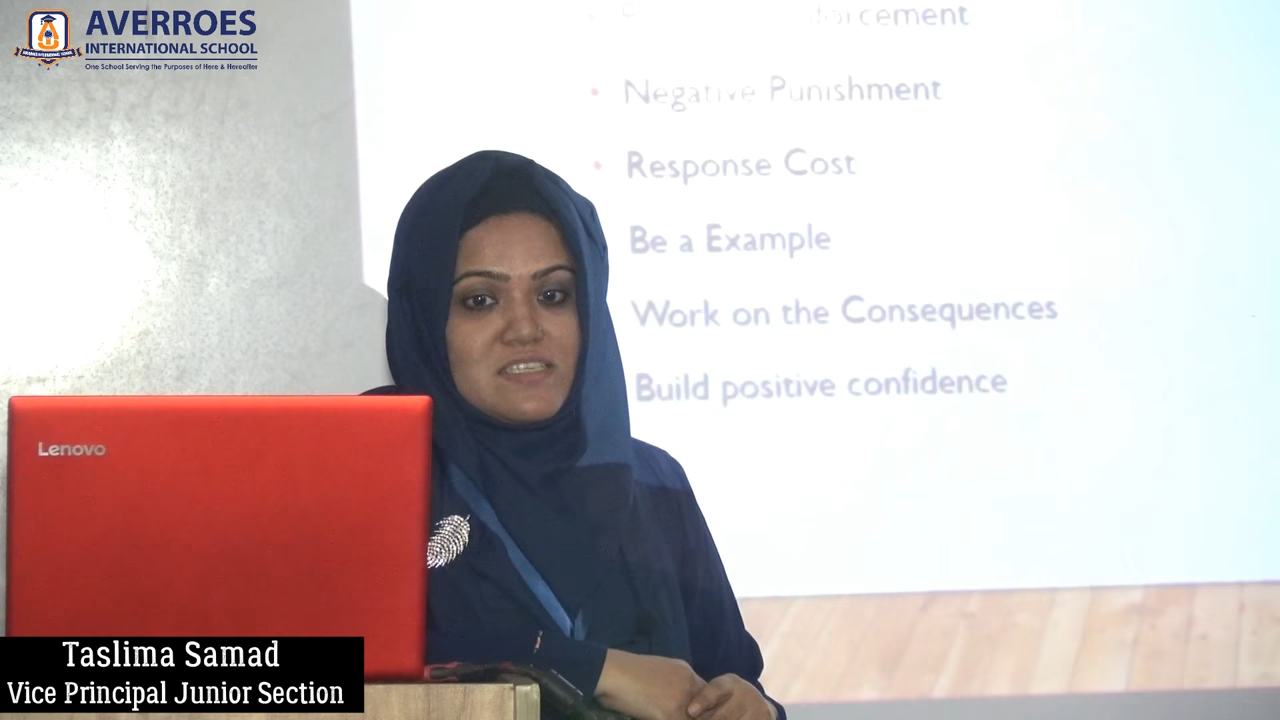 AVERROES
INTERNATIONAL SCHOOL
One School Serving the Purposes of Here & Hereafter
Negative Punishment
Response Cost
Be a Example
Work on the Consequences
Build positive confidence
Lenovo
Taslima Samad
Vice Principal Junior Section